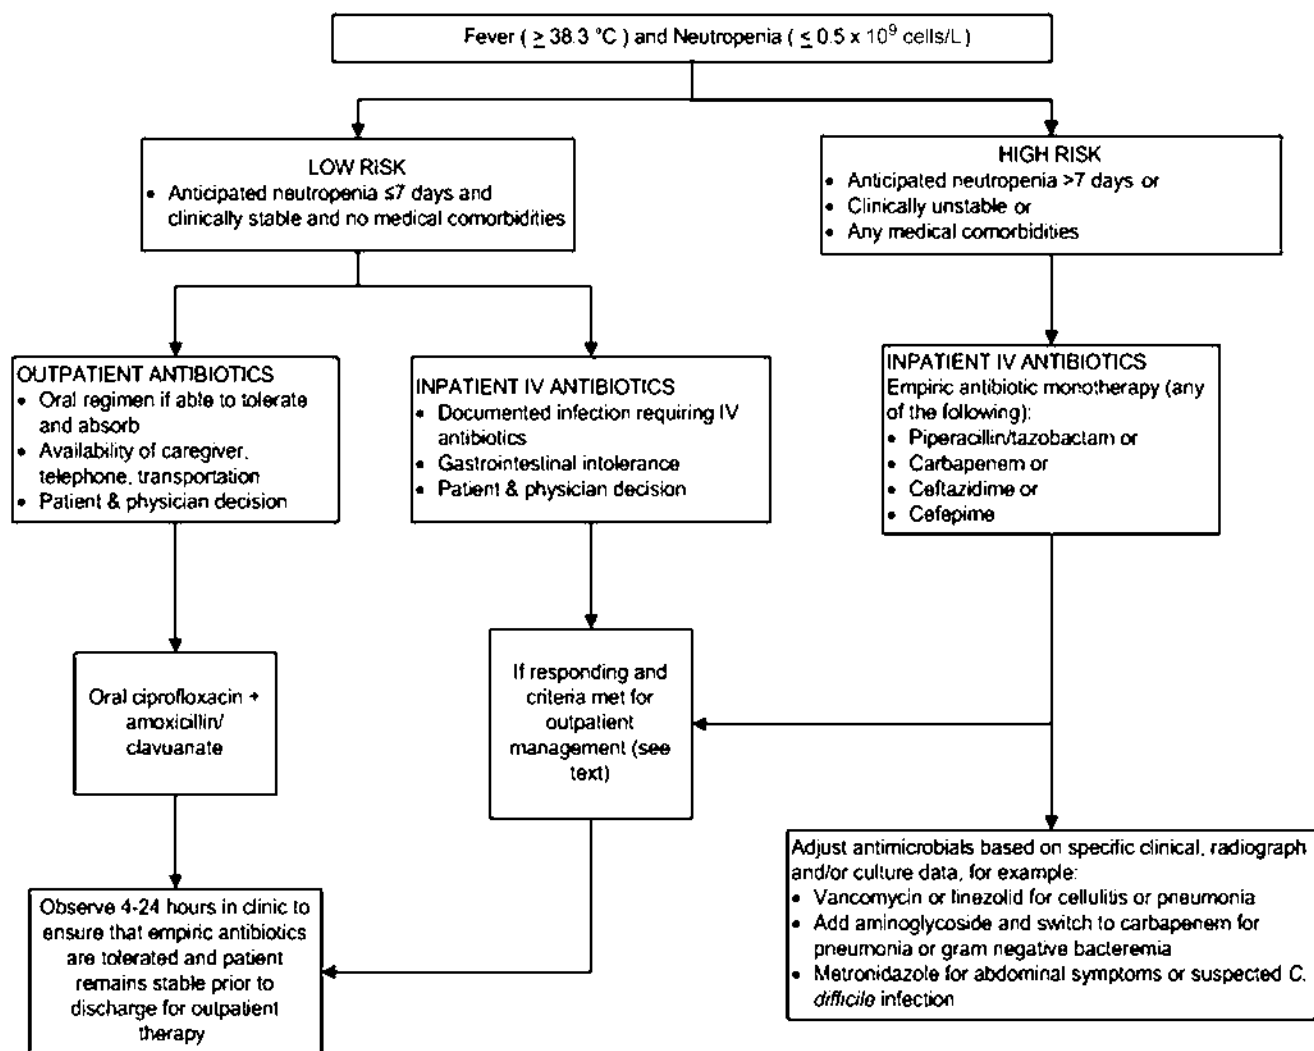 Fever ( ≥ 38.3 °C ) and Neutropenia ( ≤ 0.5 x 10⁹ cells/L )
LOW RISK
• Anticipated neutropenia ≤7 days and
clinically stable and no medical comorbidities
HIGH RISK
• Anticipated neutropenia >7 days or
• Clinically unstable or
• Any medical comorbidities
OUTPATIENT ANTIBIOTICS
• Oral regimen if able to tolerate
and absorb
• Availability of caregiver,
telephone, transportation
• Patient & physician decision
INPATIENT IV ANTIBIOTICS
• Documented infection requiring IV
antibiotics
• Gastrointestinal intolerance
• Patient & physician decision
INPATIENT IV ANTIBIOTICS
Empiric antibiotic monotherapy (any
of the following):
• Piperacillin/tazobactam or
• Carbapenem or
• Ceftazidime or
• Cefepime
Oral ciprofloxacin +
amoxicillin/
clavuanate
If responding and
criteria met for
outpatient
management (see
text)
Observe 4-24 hours in clinic to
ensure that empiric antibiotics
are tolerated and patient
remains stable prior to
discharge for outpatient
therapy
Adjust antimicrobials based on specific clinical, radiograph
and/or culture data, for example:
• Vancomycin or linezolid for cellulitis or pneumonia
• Add aminoglycoside and switch to carbapenem for
pneumonia or gram negative bacteremia
• Metronidazole for abdominal symptoms or suspected C.
difficile infection